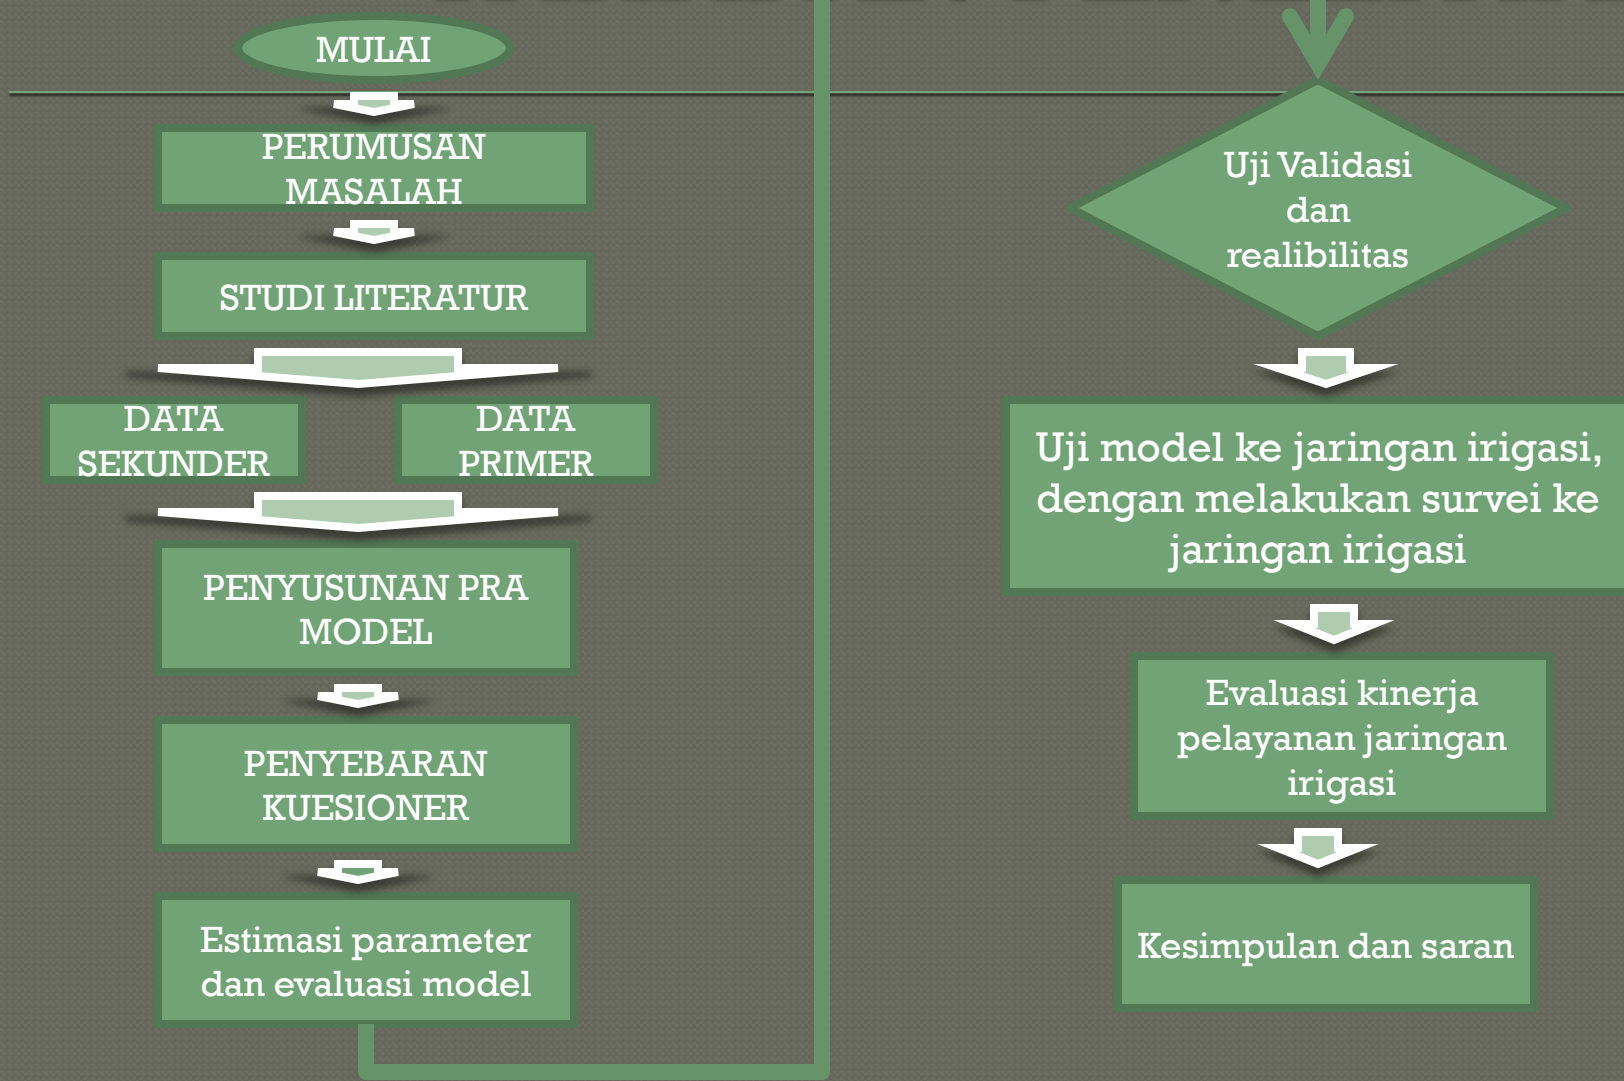 MULAI
PERUMUSAN
MASALAH
STUDI LITERATUR
DATA
SEKUNDER
DATA
PRIMER
PENYUSUNAN PRA
MODEL
PENYEBARAN
KUESIONER
Estimasi parameter
dan evaluasi model
Uji Validasi
dan
realibilitas
Uji model ke jaringan irigasi,
dengan melakukan survei ke
jaringan irigasi
Evaluasi kinerja
pelayanan jaringan
irigasi
Kesimpulan dan saran